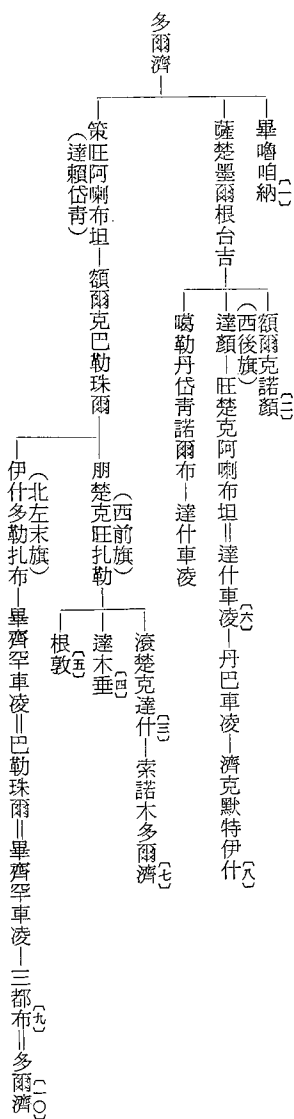 多爾濟
畢嚕咱納〔一〕
薩楚墨爾根台吉
額爾克諾顏〔二〕
(西後旗)
達顏—旺楚克阿喇布坦＝達什車凌〔六〕—丹巴車凌—濟克默特伊什〔八〕
噶勒丹岱青諾爾布—達什車凌
策旺阿喇布坦—額爾克巴勒珠爾
(達賴岱青)
(西前旗)
朋楚克旺扎勒
滾楚克達什〔三〕—索諾木多爾濟〔七〕
達木垂〔四〕
根敦〔五〕
(北左末旗)
伊什多勒扎布—畢齊罕車凌＝巴勒珠爾＝畢齊罕車凌—三都布〔九〕＝多爾濟〔一〇〕